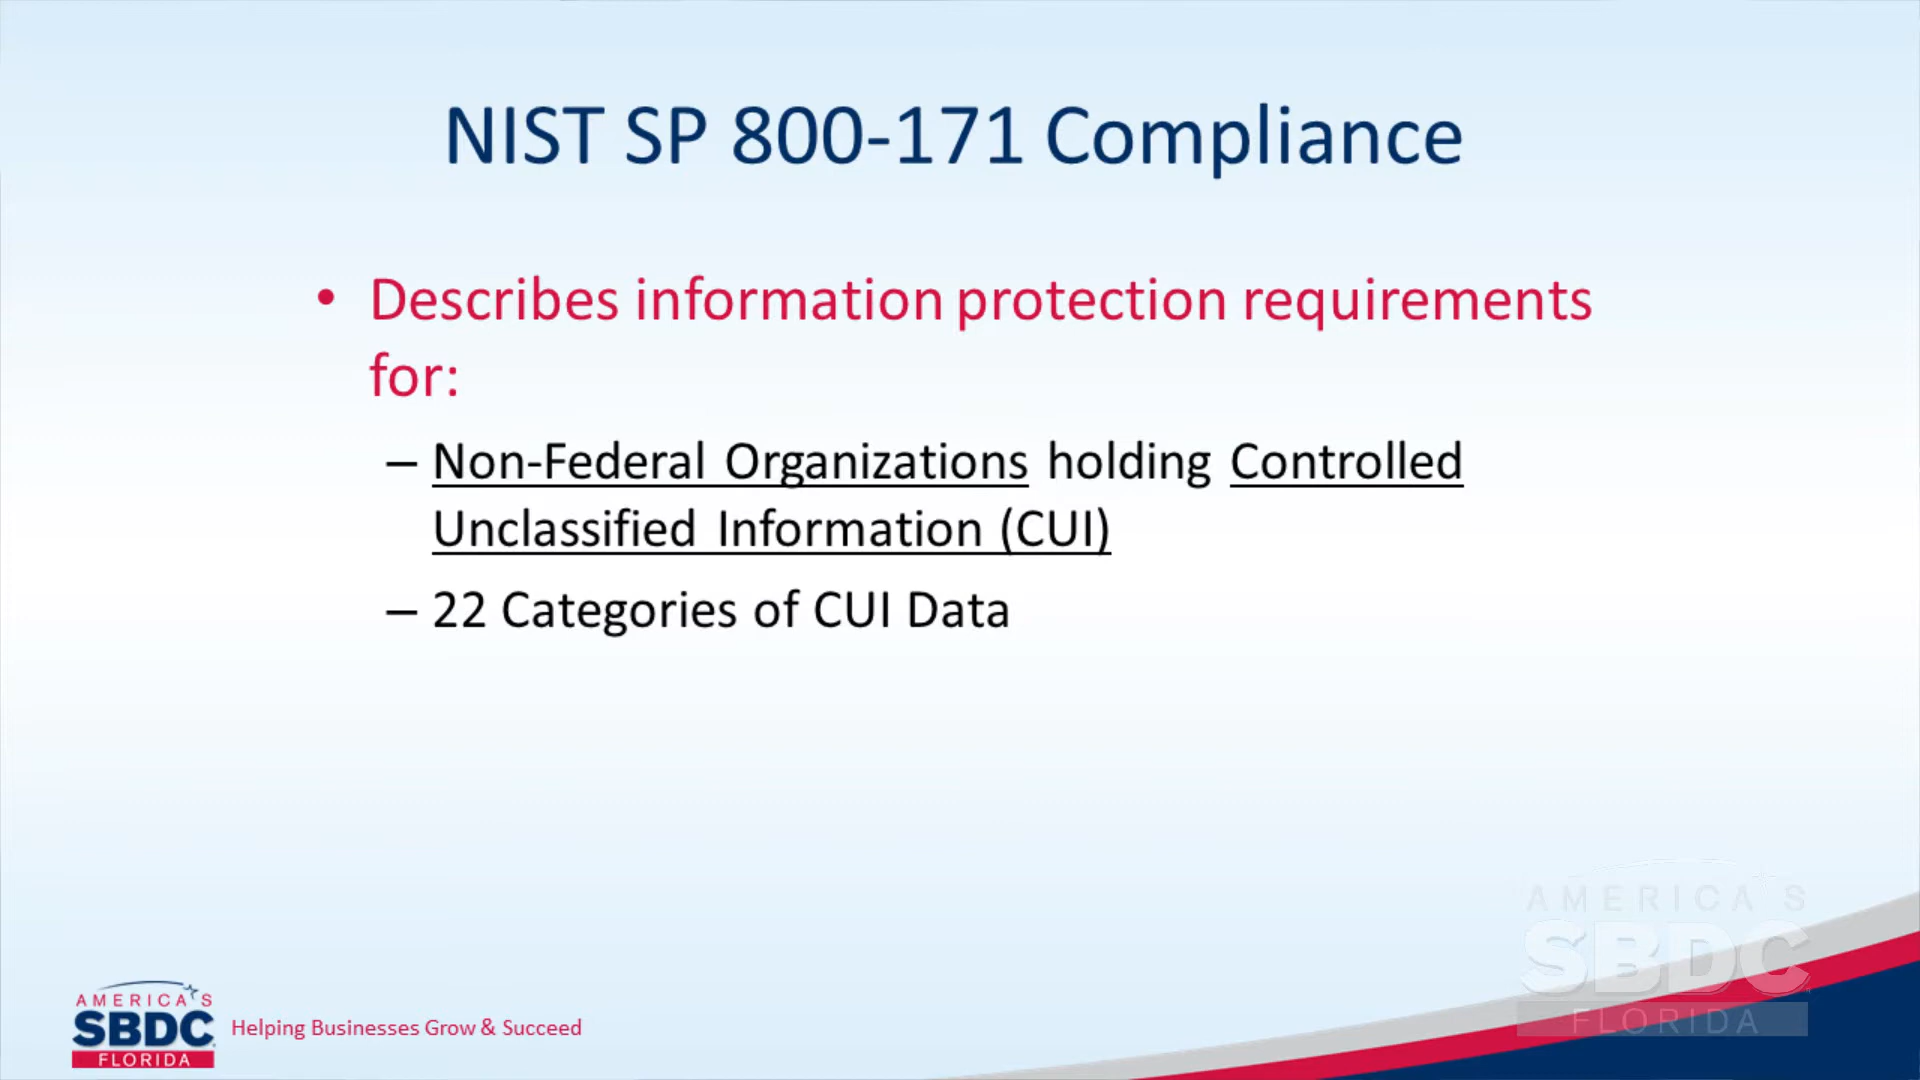 NIST SP 800-171 Compliance
• Describes information protection requirements
for:
– Non-Federal Organizations holding Controlled
Unclassified Information (CUI)
– 22 Categories of CUI Data
AMERICA'S
SBDC
FLORIDA
Helping Businesses Grow & Succeed
AMERICA'S
SBDC
FLORIDA